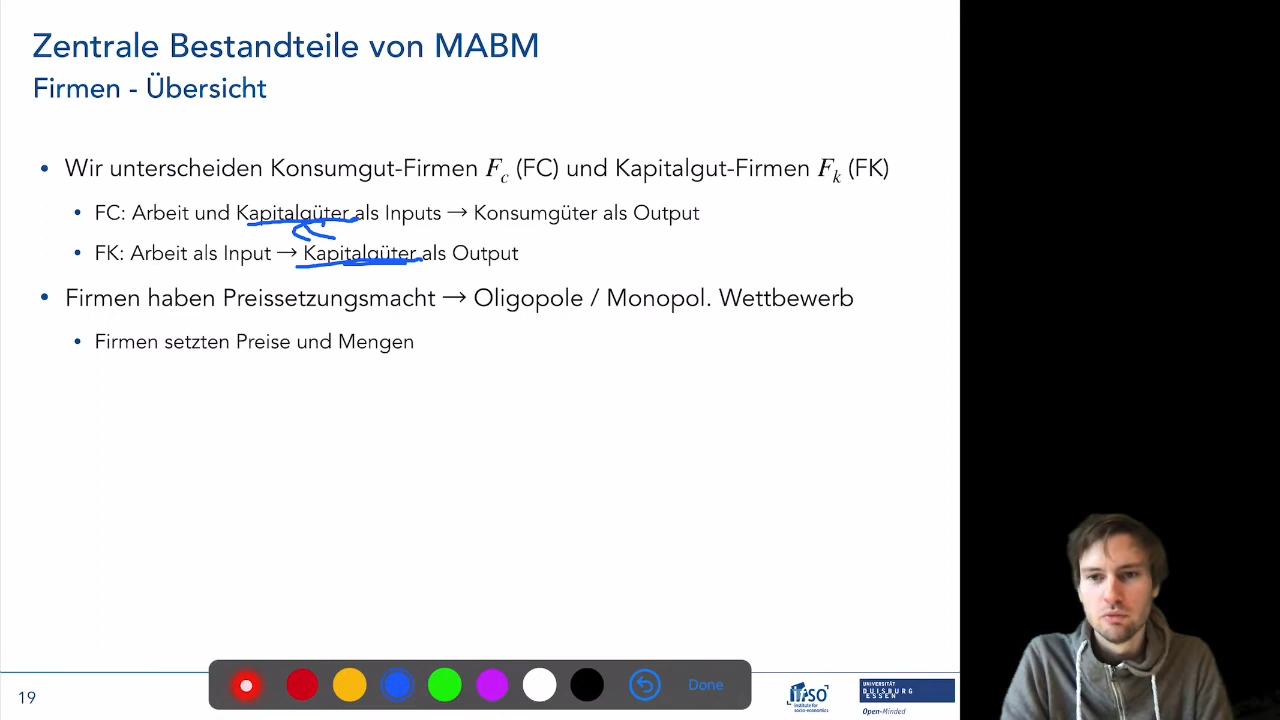 Zentrale Bestandteile von MABM
Firmen - Übersicht
• Wir unterscheiden Konsumgut-Firmen F_c (FC) und Kapitalgut-Firmen F_k (FK)
• FC: Arbeit und Kapitalgüter als Inputs → Konsumgüter als Output
• FK: Arbeit als Input → Kapitalgüter als Output
• Firmen haben Preissetzungsmacht → Oligopole / Monopol. Wettbewerb
• Firmen setzten Preise und Mengen
19
Done
ifso
institute for
socio-economics
UNIVERSITÄT
DUISBURG
ESSEN
Open-Minded